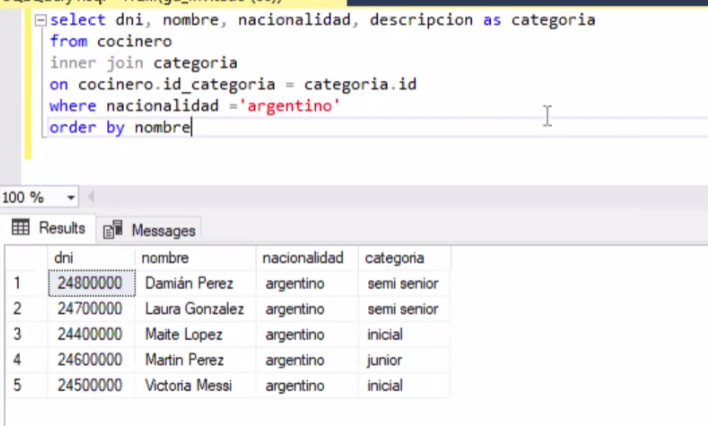 select dni, nombre, nacionalidad, descripcion as categoria
from cocinero
inner join categoria
on cocinero.id_categoria = categoria.id
where nacionalidad ='argentino'
order by nombre
100 %
Results Messages
dni nombre nacionalidad categoria
1 24800000 Damián Perez argentino semi senior
2 24700000 Laura Gonzalez argentino semi senior
3 24400000 Maite Lopez argentino inicial
4 24600000 Martin Perez argentino junior
5 24500000 Victoria Messi argentino inicial